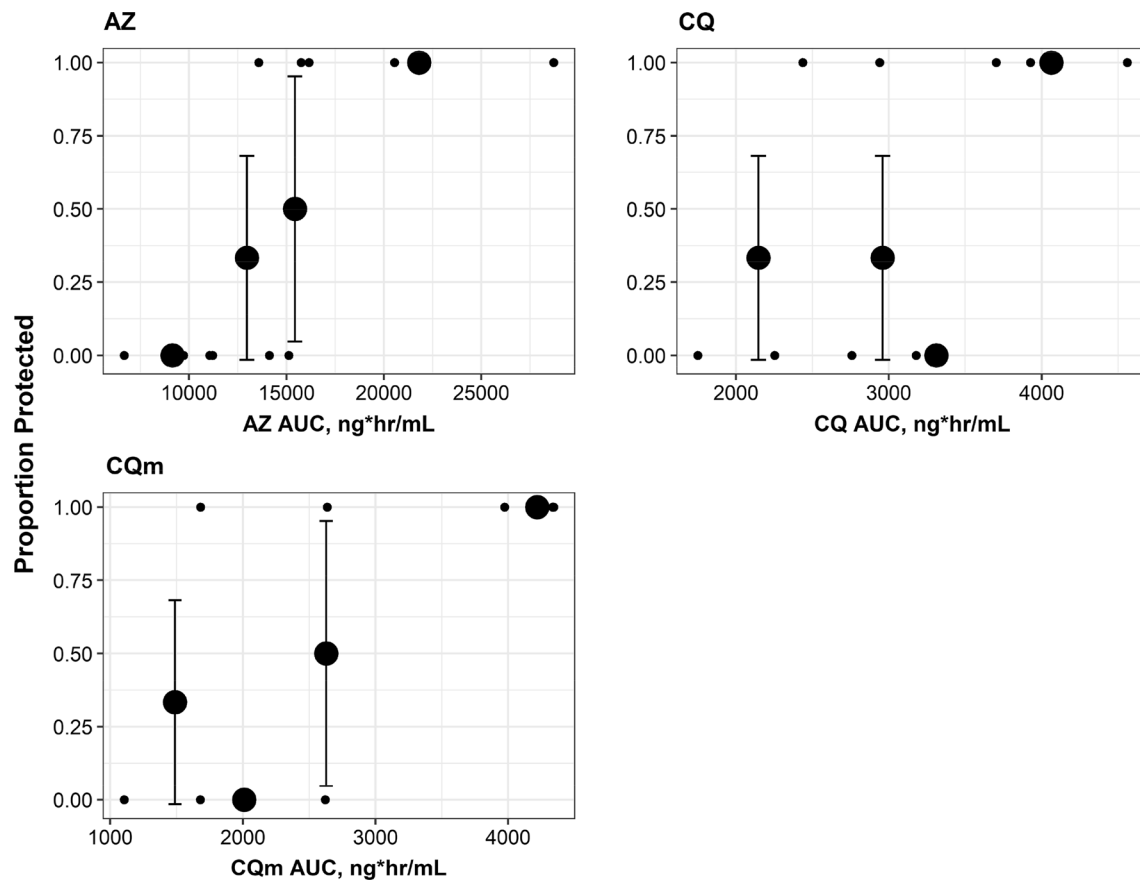 AZ
1.00
0.75
0.50
0.25
0.00
10000 15000 20000 25000
AZ AUC, ng*hr/mL
CQ
1.00
0.75
0.50
0.25
0.00
2000 3000 4000
CQ AUC, ng*hr/mL
Proportion Protected
CQm
1.00
0.75
0.50
0.25
0.00
1000 2000 3000 4000
CQm AUC, ng*hr/mL